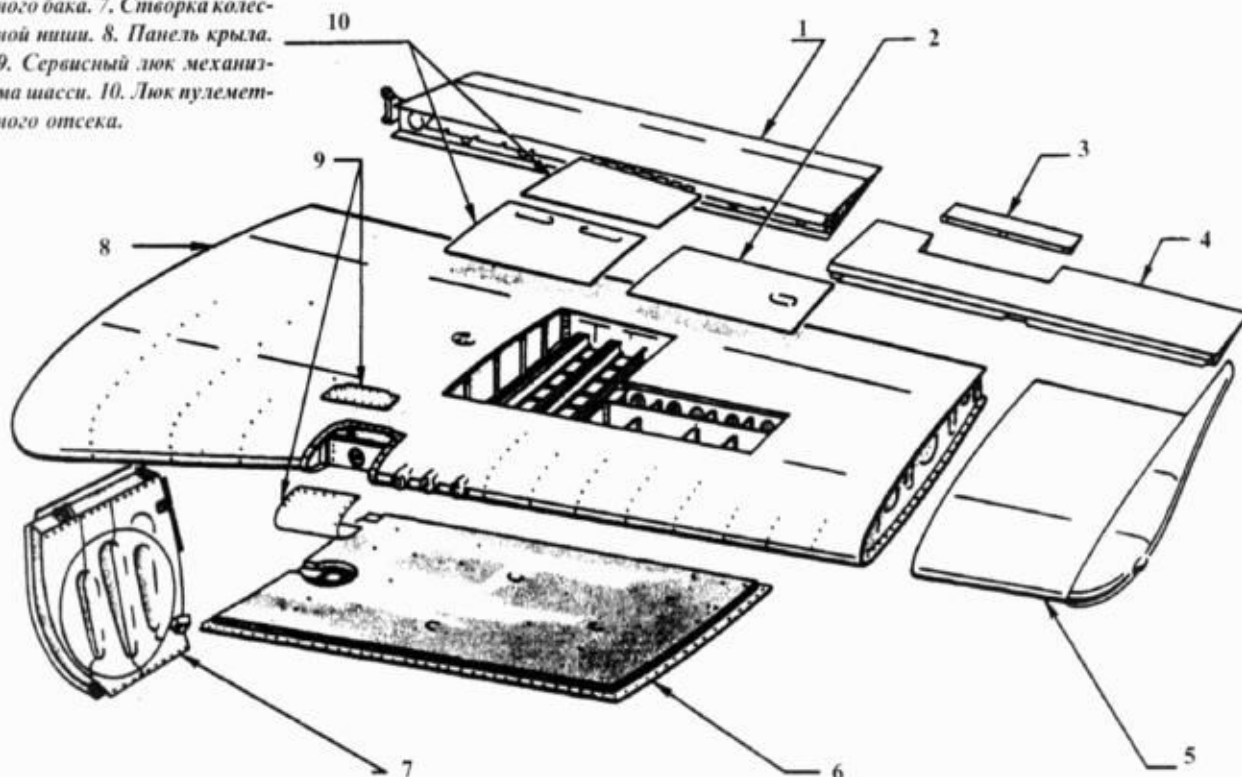 ного бака. 7. Створка колес-
ной ниши. 8. Панель крыла.
9. Сервисный люк механиз-
ма шасси. 10. Люк пулемет-
ного отсека.
10
1
2
3
9
8
4
7
6
5